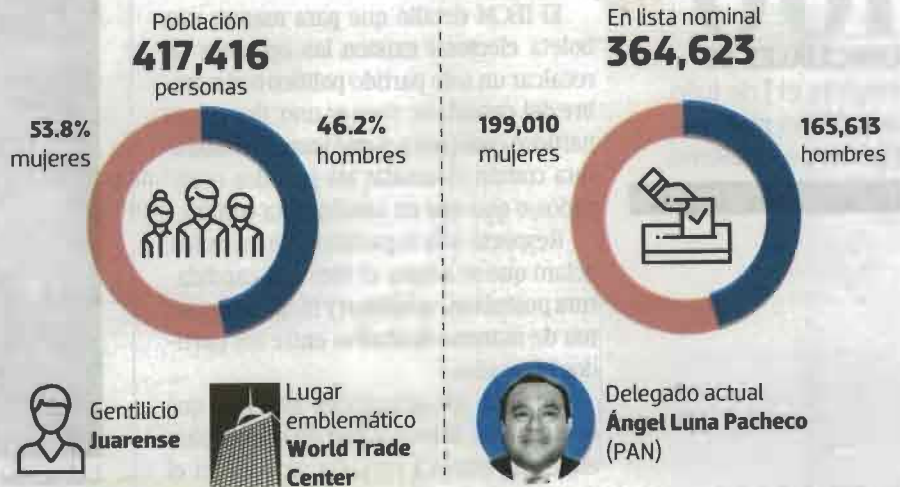 Población
417,416
personas
53.8%
mujeres
46.2%
hombres
En lista nominal
364,623
199,010
mujeres
165,613
hombres
Gentilicio
Juarense
Lugar
emblemático
World Trade
Center
Delegado actual
Ángel Luna Pacheco
(PAN)